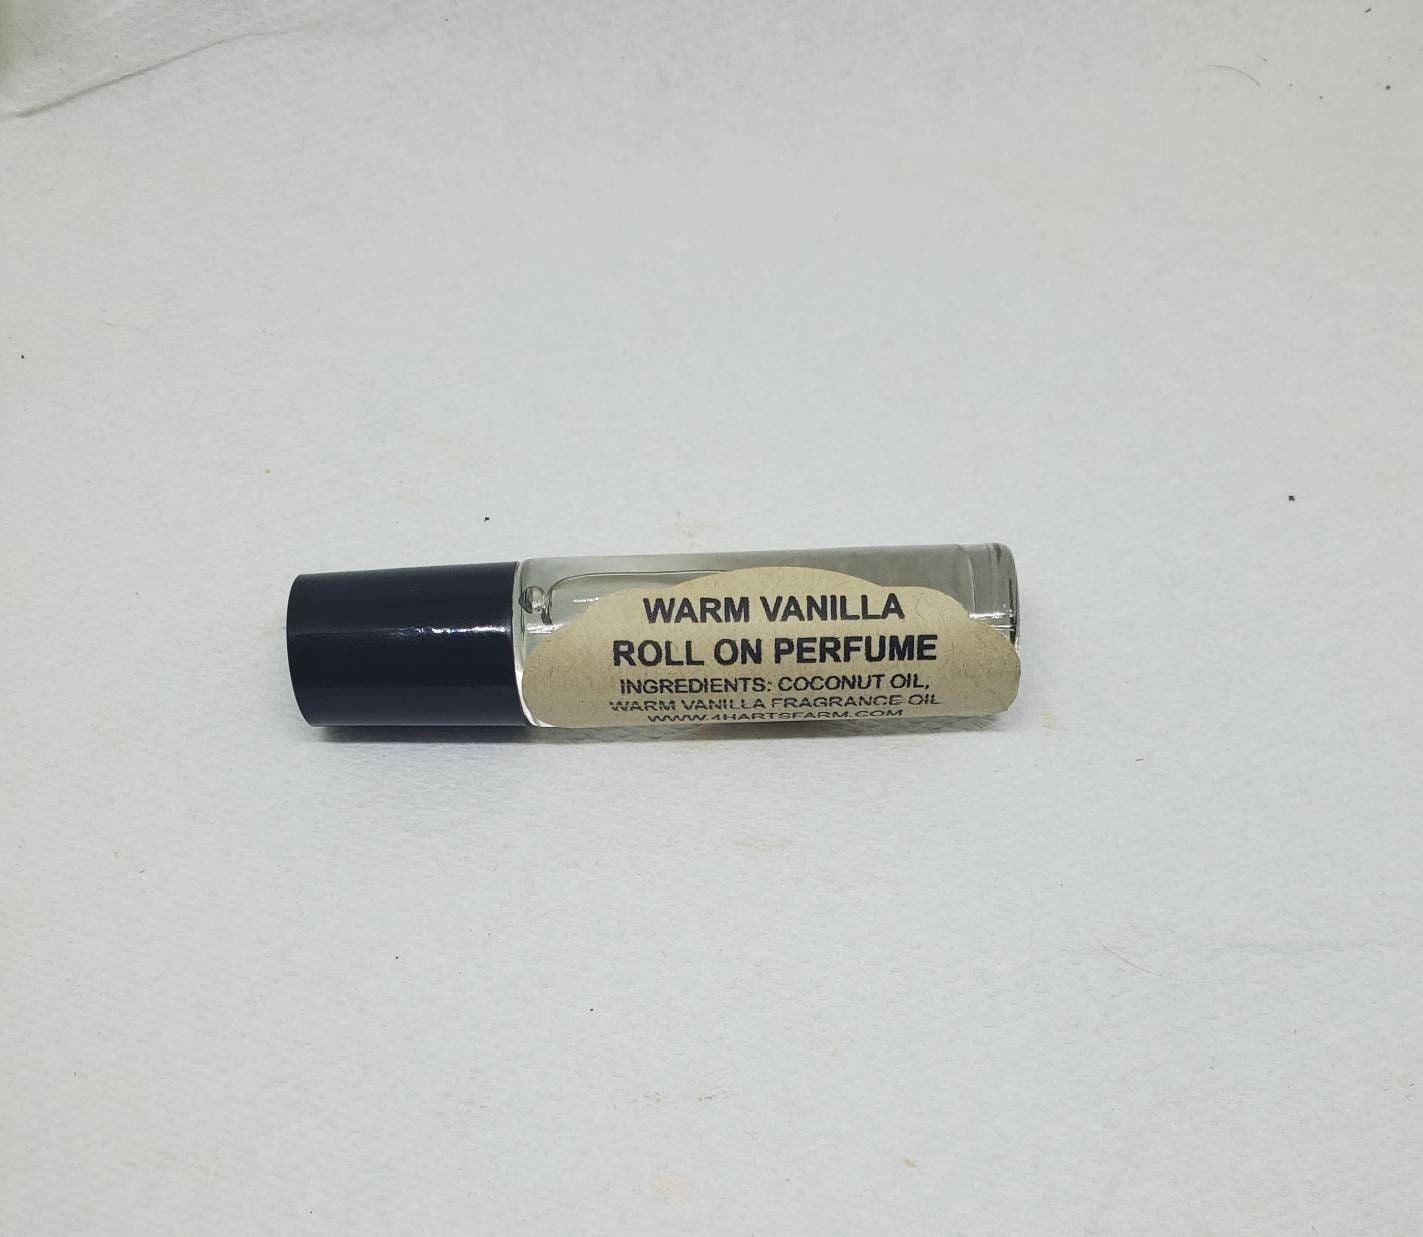 WARM VANILLA
ROLL ON PERFUME
INGREDIENTS: COCONUT OIL,
WARM VANILLA FRAGRANCE OIL
WWW.4HARTSFARM.COM